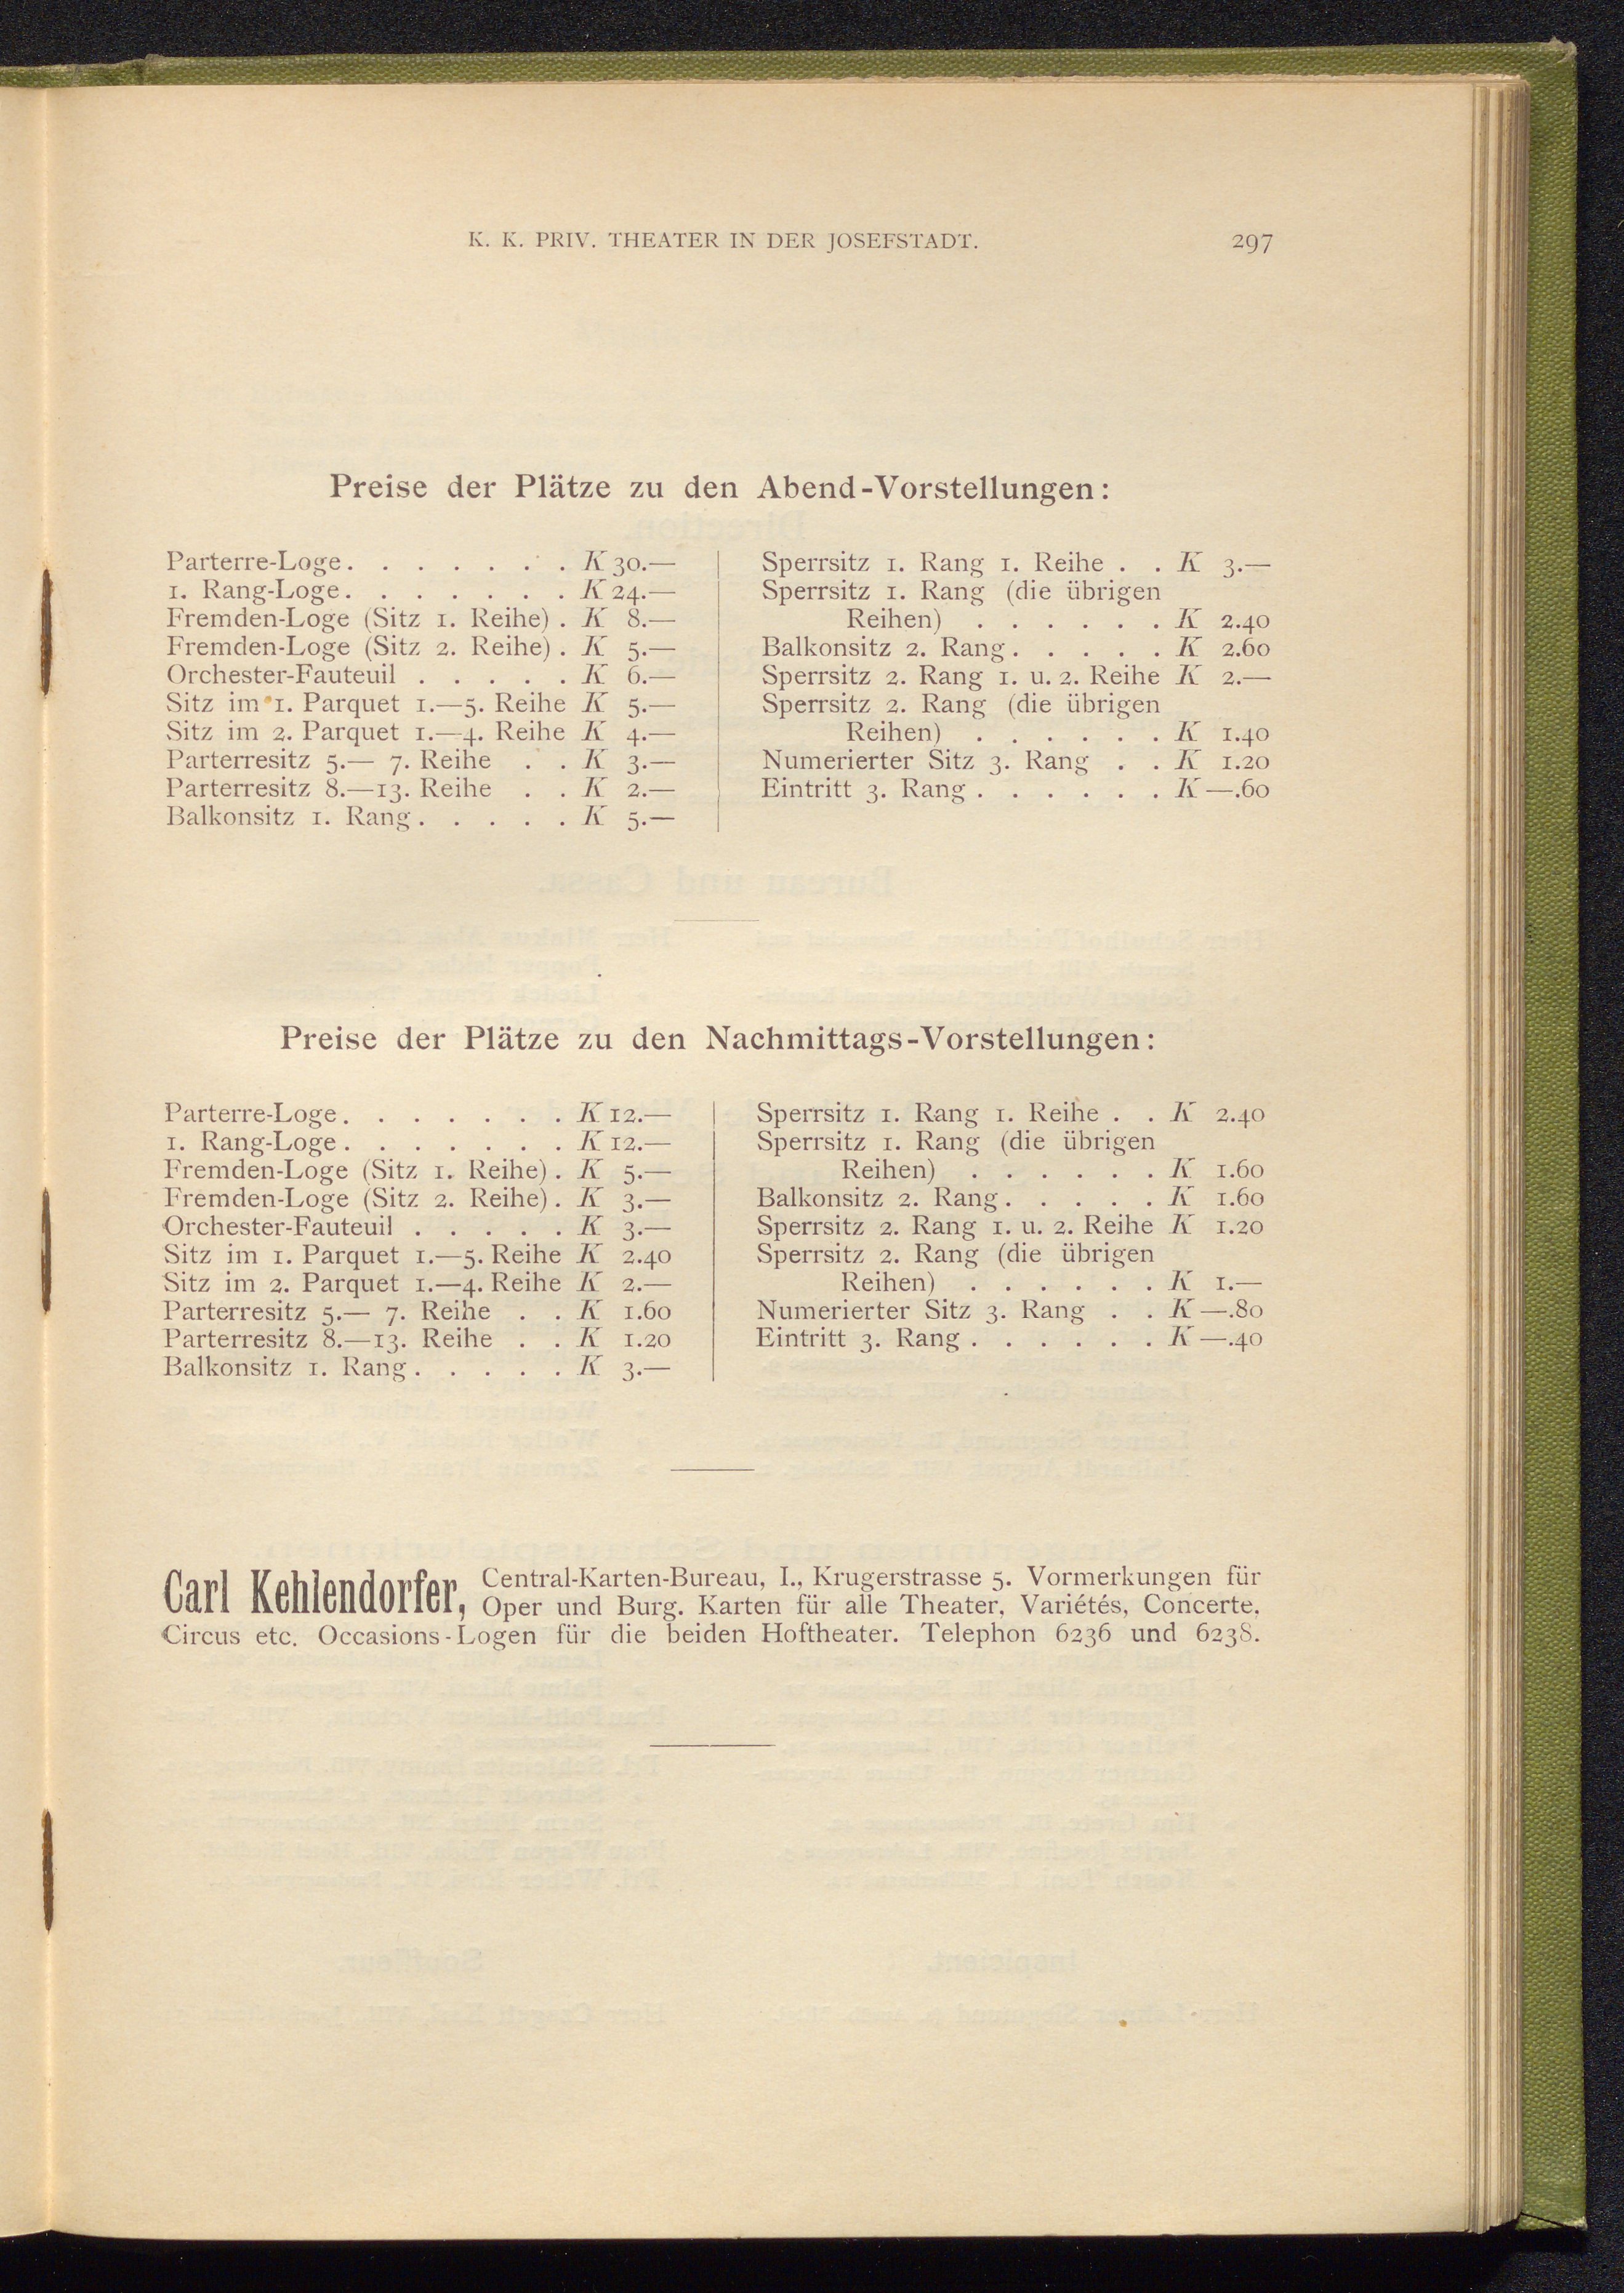 K. K. PRIV. THEATER IN DER JOSEFSTADT. 297
Preise der Plätze zu den Abend-Vorstellungen:
Parterre-Loge. . . . . . . K 30.—
1. Rang-Loge. . . . . . . K 24.—
Fremden-Loge (Sitz 1. Reihe) . K 8.—
Fremden-Loge (Sitz 2. Reihe) . K 5.—
Orchester-Fauteuil . . . . . K 6.—
Sitz im 1. Parquet 1.—5. Reihe K 5.—
Sitz im 2. Parquet 1.—4. Reihe K 4.—
Parterresitz 5.— 7. Reihe . . K 3.—
Parterresitz 8.—13. Reihe . . K 2.—
Balkonsitz 1. Rang . . . . . K 5.—
Sperrsitz 1. Rang 1. Reihe . . K 3.—
Sperrsitz 1. Rang (die übrigen
Reihen) . . . . . . K 2.40
Balkonsitz 2. Rang . . . . . K 2.60
Sperrsitz 2. Rang 1. u. 2. Reihe K 2.—
Sperrsitz 2. Rang (die übrigen
Reihen) . . . . . . K 1.40
Numerierter Sitz 3. Rang . . K 1.20
Eintritt 3. Rang . . . . . . K —.60
Preise der Plätze zu den Nachmittags-Vorstellungen:
Parterre-Loge. . . . . . . K 12.—
1. Rang-Loge. . . . . . . K 12.—
Fremden-Loge (Sitz 1. Reihe) . K 5.—
Fremden-Loge (Sitz 2. Reihe) . K 3.—
Orchester-Fauteuil . . . . . K 3.—
Sitz im 1. Parquet 1.—5. Reihe K 2.40
Sitz im 2. Parquet 1.—4. Reihe K 2.—
Parterresitz 5.— 7. Reihe . . K 1.60
Parterresitz 8.—13. Reihe . . K 1.20
Balkonsitz 1. Rang . . . . . K 3.—
Sperrsitz 1. Rang 1. Reihe . . K 2.40
Sperrsitz 1. Rang (die übrigen
Reihen) . . . . . . K 1.60
Balkonsitz 2. Rang . . . . . K 1.60
Sperrsitz 2. Rang 1. u. 2. Reihe K 1.20
Sperrsitz 2. Rang (die übrigen
Reihen) . . . . . . K 1.—
Numerierter Sitz 3. Rang . . K —.80
Eintritt 3. Rang . . . . . . K —.40
Carl Kehlendorfer, Central-Karten-Bureau, I., Krugerstrasse 5. Vormerkungen für
Oper und Burg. Karten für alle Theater, Variétés, Concerte,
Circus etc. Occasions-Logen für die beiden Hoftheater. Telephon 6236 und 6238.